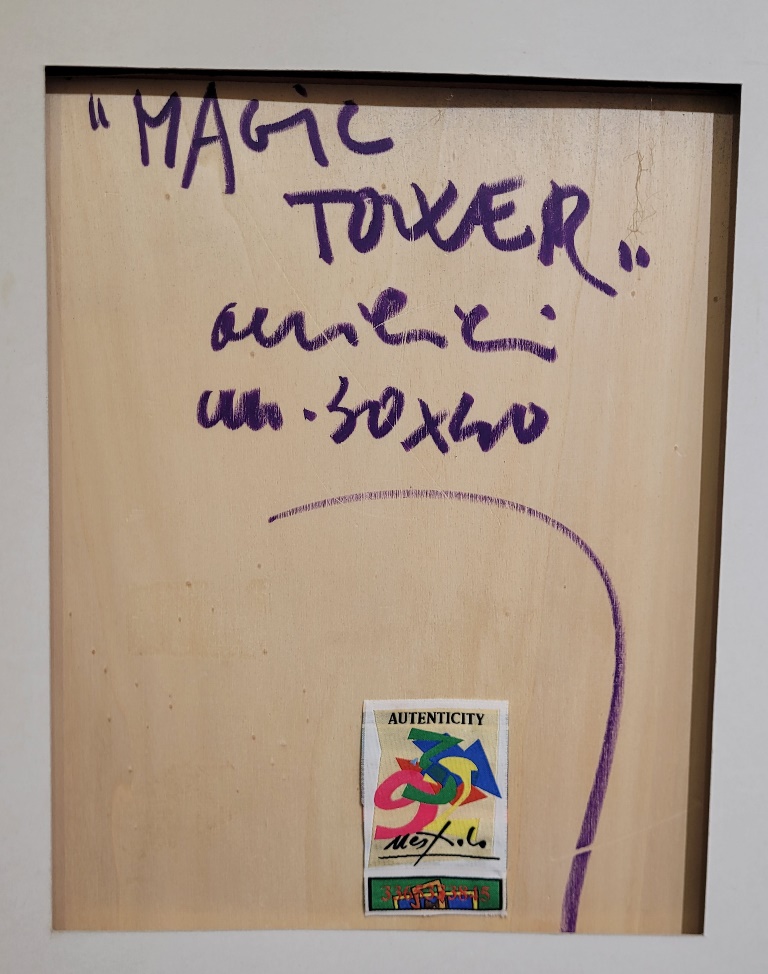 "MAGiC
TOWER"
acrilici
cm. 30x40
AUTENTICITY